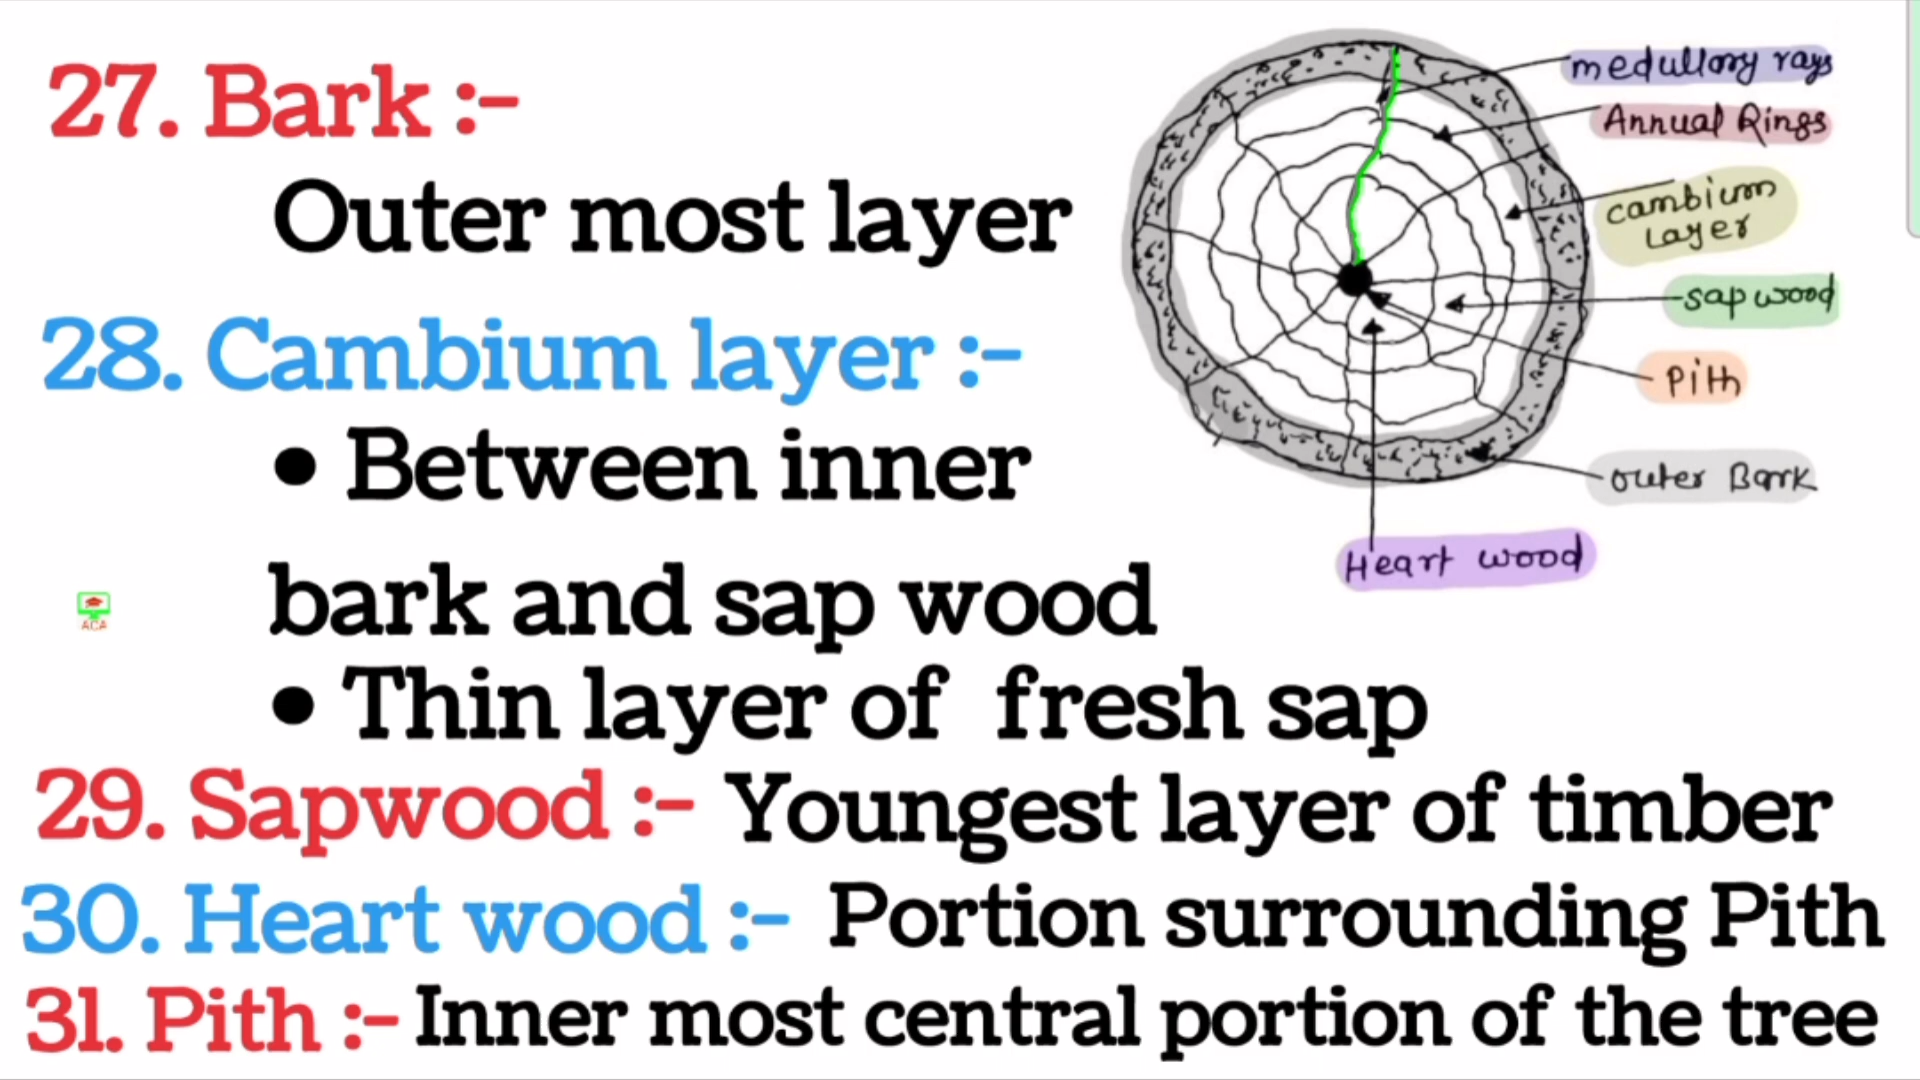 27. Bark :-
Outer most layer
28. Cambium layer :-
• Between inner
bark and sap wood
• Thin layer of fresh sap
29. Sapwood :- Youngest layer of timber
30. Heart wood :- Portion surrounding Pith
31. Pith :- Inner most central portion of the tree
medullary rays
Annual Rings
cambium
Layer
sap wood
Pith
outer Bark
Heart wood
ACA